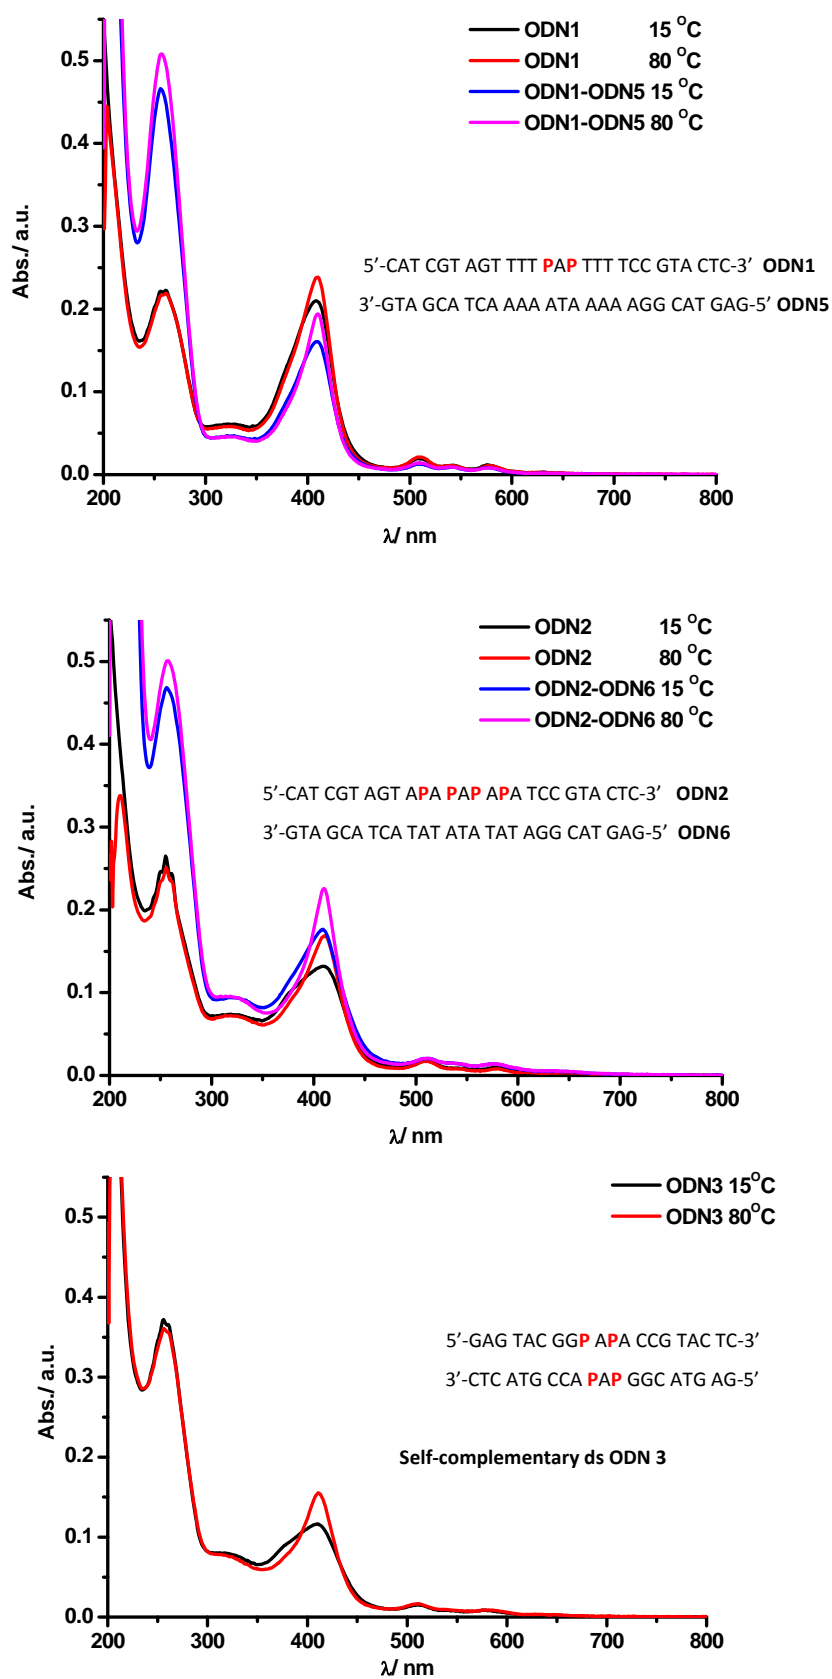 ODN1 15 °C
ODN1 80 °C
ODN1-ODN5 15 °C
ODN1-ODN5 80 °C
0.5
0.4
0.3
0.2
0.1
0.0
Abs./ a.u.
5'-CAT CGT AGT TTT PAP TTT TCC GTA CTC-3' ODN1
3'-GTA GCA TCA AAA ATA AAA AGG CAT GAG-5' ODN5
200 300 400 500 600 700 800
λ/ nm
ODN2 15 °C
ODN2 80 °C
ODN2-ODN6 15 °C
ODN2-ODN6 80 °C
0.5
0.4
0.3
0.2
0.1
0.0
Abs./ a.u.
5'-CAT CGT AGT APA PAP APA TCC GTA CTC-3' ODN2
3'-GTA GCA TCA TAT ATA TAT AGG CAT GAG-5' ODN6
200 300 400 500 600 700 800
λ/ nm
ODN3 15°C
ODN3 80°C
0.5
0.4
0.3
0.2
0.1
0.0
Abs./ a.u.
5'-GAG TAC GGP APA CCG TAC TC-3'
3'-CTC ATG CCA PAP GGC ATG AG-5'
Self-complementary ds ODN 3
200 300 400 500 600 700 800
λ/ nm